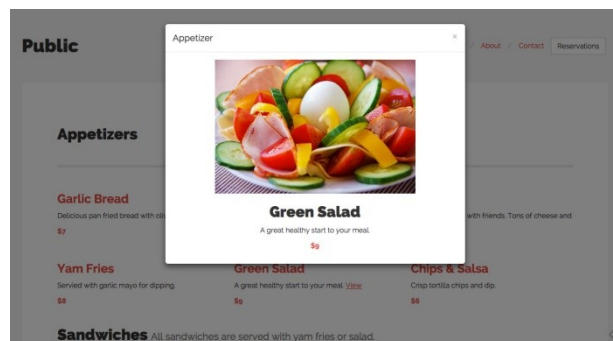 Public
/ About / Contact Reservations
Appetizer ×
Green Salad
A great healthy start to your meal.
$9
Appetizers
Garlic Bread
Delicious pan fried bread with
$7
with friends. Tons of cheese and
Yam Fries
Servied with garlic mayo for dipping.
$8
Green Salad
A great healthy start to your meal. View
$9
Chips & Salsa
Crisp tortilla chips and dip.
$6
Sandwiches All sandwiches are served with yam fries or salad.